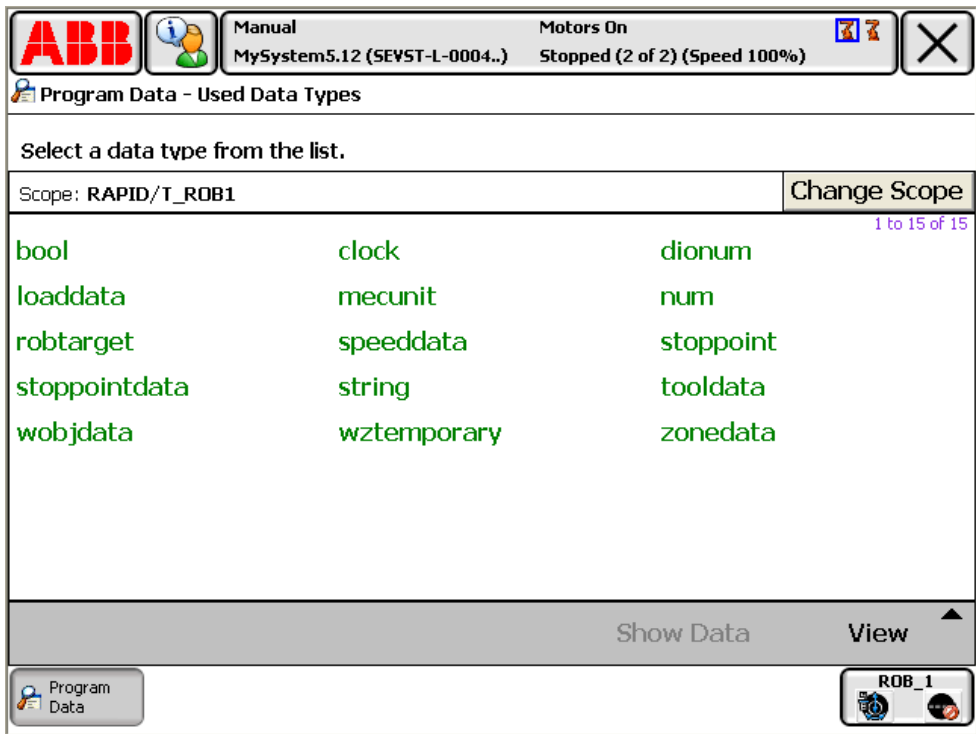 ABB
Manual
Motors On
MySystem5.12 (SEVST-L-0004..)
Stopped (2 of 2) (Speed 100%)
Program Data - Used Data Types
Select a data type from the list.
Scope: RAPID/T_ROB1
Change Scope
1 to 15 of 15
bool clock dionum
loaddata mecunit num
robtarget speeddata stoppoint
stoppointdata string tooldata
wobjdata wztemporary zonedata
Show Data View
Program
Data
ROB_1